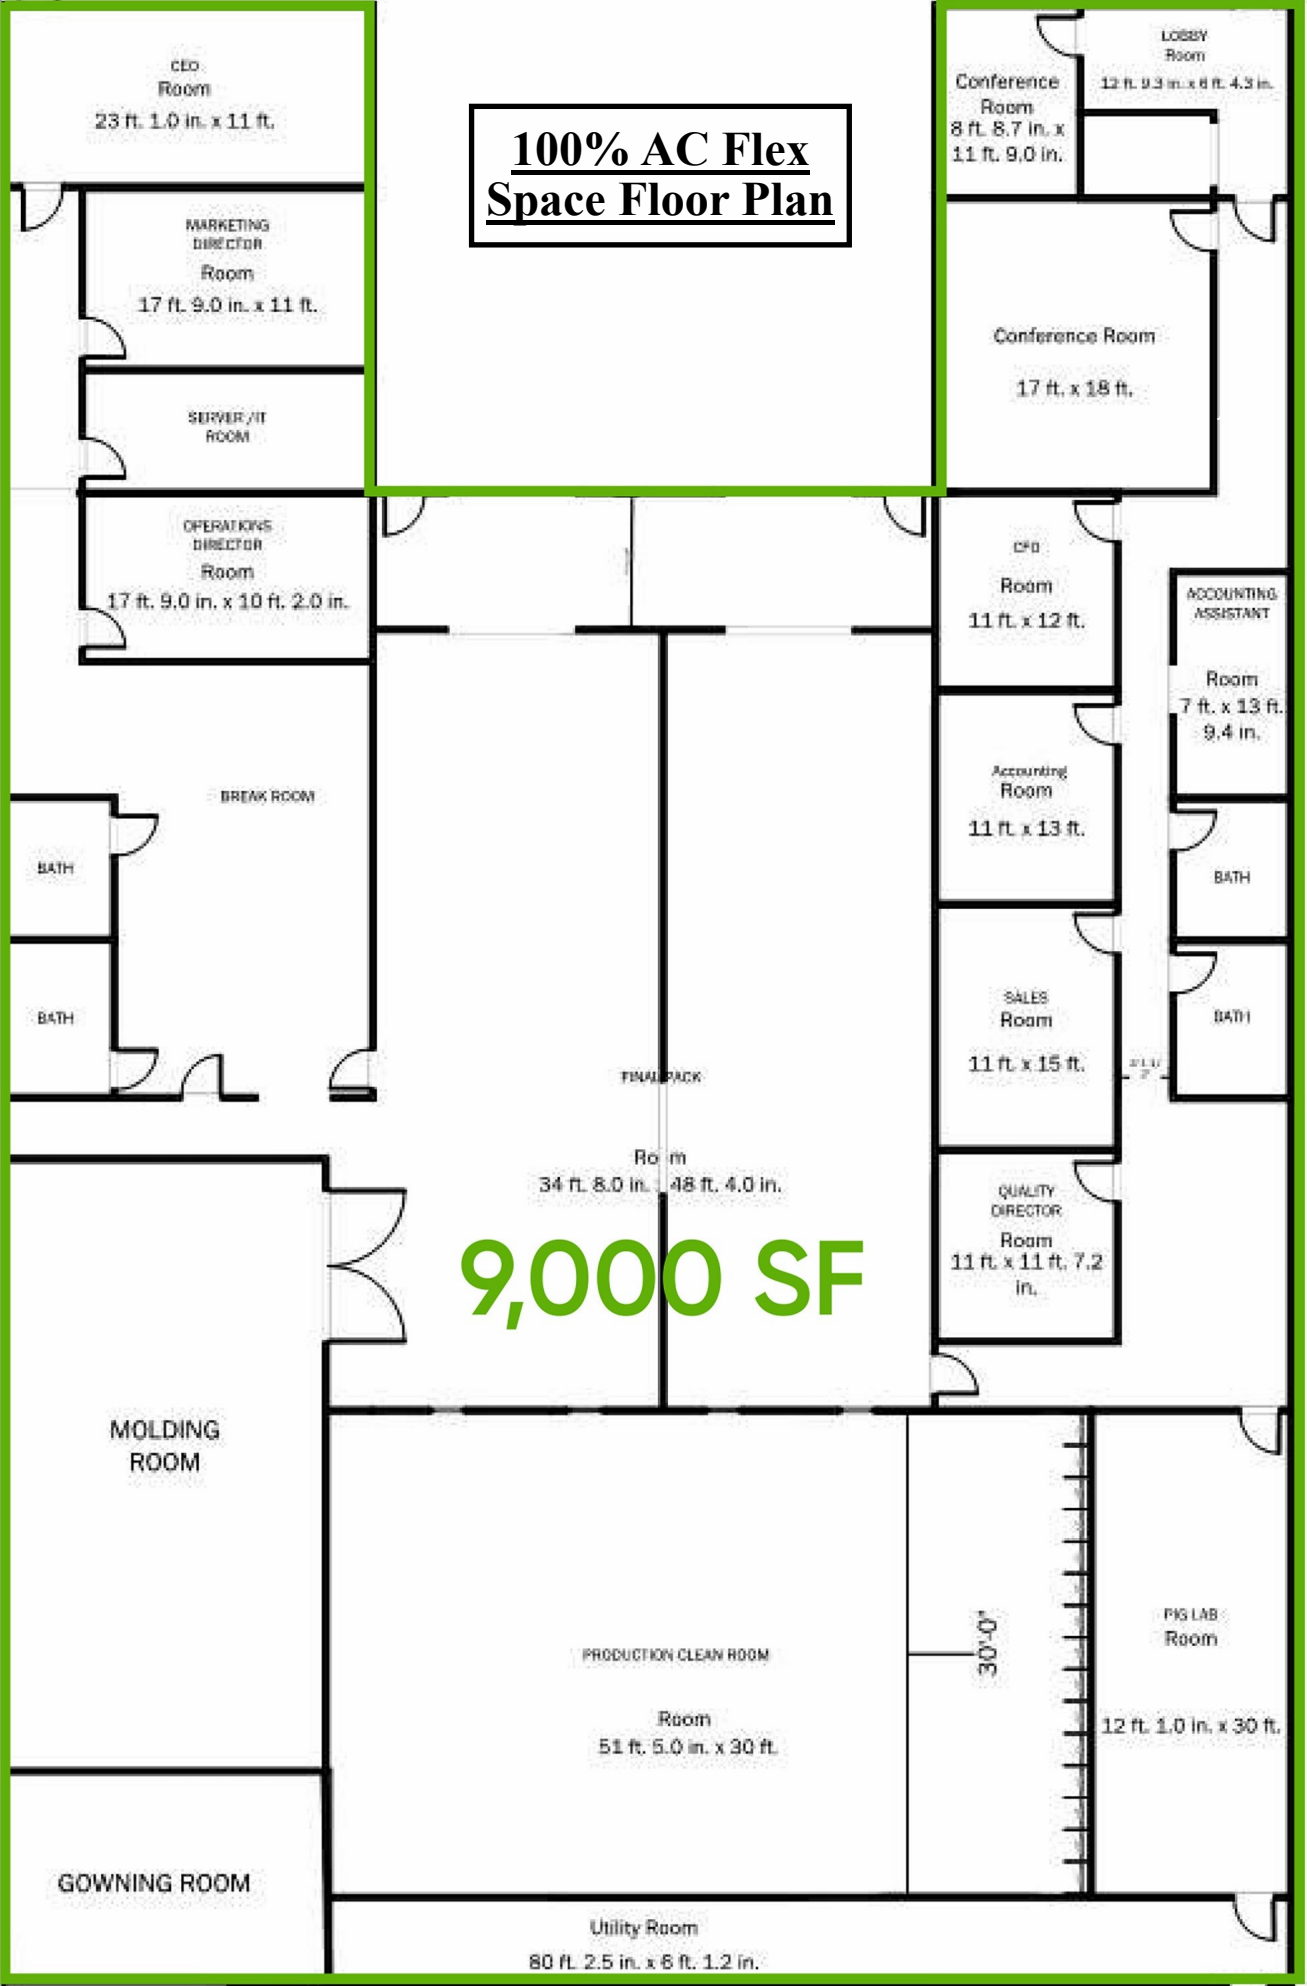 CEO
Room
23 ft. 1.0 in. x 11 ft.
100% AC Flex
Space Floor Plan
Conference
Room
8 ft. 8.7 in. x
11 ft. 9.0 in.
LOBBY
Room
12 ft. 9.3 in. x 6 ft. 4.3 in.
MARKETING
DIRECTOR
Room
17 ft. 9.0 in. x 11 ft.
Conference Room
17 ft. x 18 ft.
SERVER /IT
ROOM
OPERATIONS
DIRECTOR
Room
17 ft. 9.0 in. x 10 ft. 2.0 in.
CFO
Room
11 ft. x 12 ft.
ACCOUNTING
ASSISTANT
Room
7 ft. x 13 ft.
9.4 in.
BREAK ROOM
Accounting
Room
11 ft. x 13 ft.
BATH
BATH
BATH
BATH
SALES
Room
11 ft. x 15 ft.
FINAL PACK
Room
34 ft. 8.0 in. x 48 ft. 4.0 in.
9,000 SF
QUALITY
DIRECTOR
Room
11 ft. x 11 ft. 7.2
in.
MOLDING
ROOM
PRODUCTION CLEAN ROOM
Room
51 ft. 5.0 in. x 30 ft.
30'-0"
PIG LAB
Room
12 ft. 1.0 in. x 30 ft.
GOWNING ROOM
Utility Room
80 ft. 2.5 in. x 6 ft. 1.2 in.